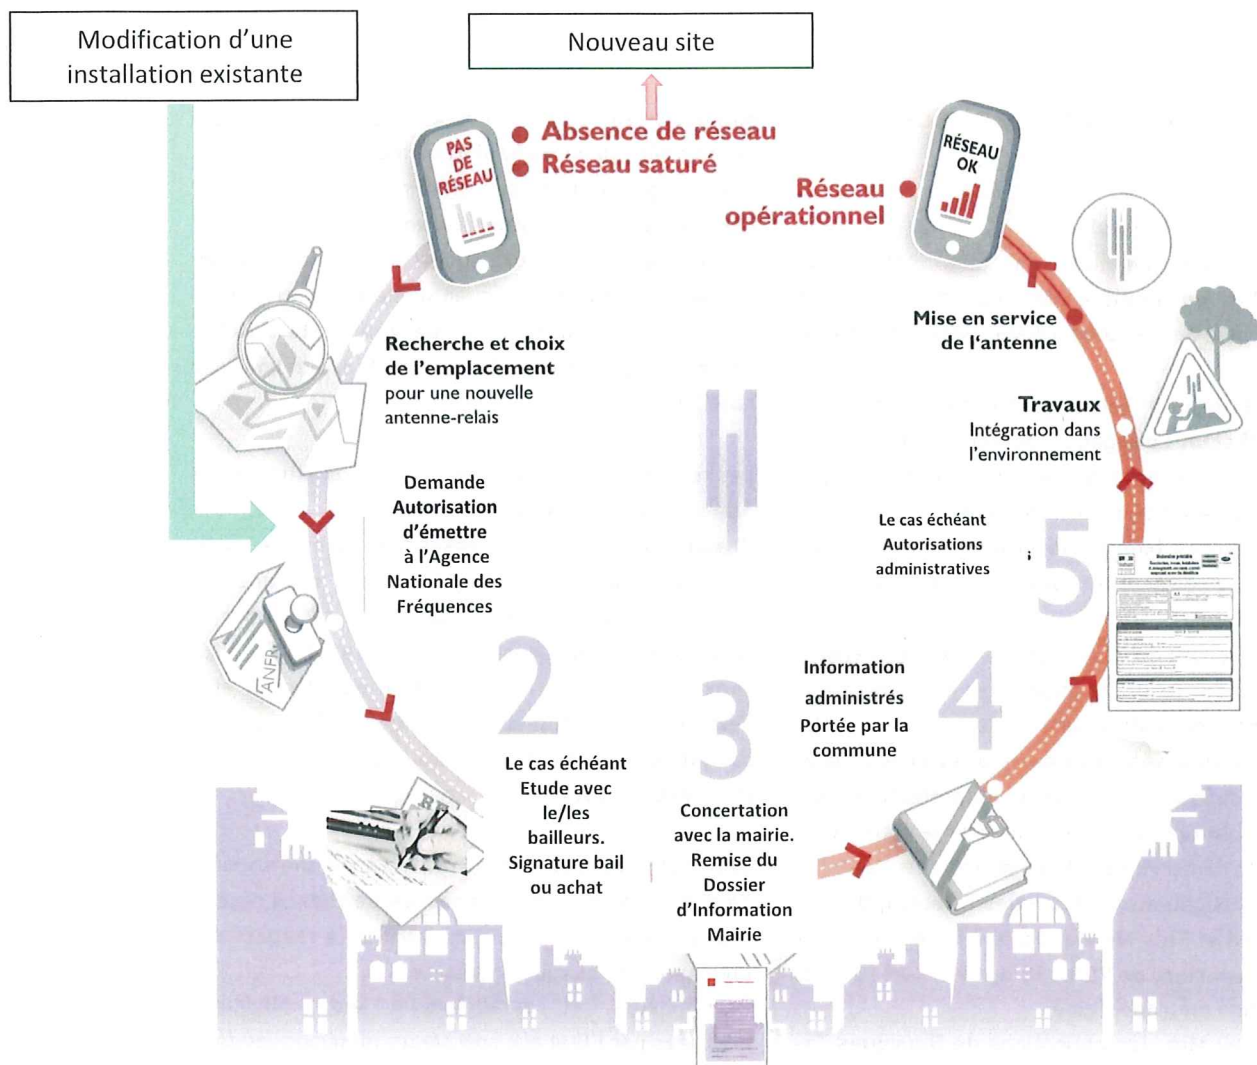 Modification d'une
installation existante
Nouveau site
Absence de réseau
Réseau saturé
PAS
DE
RÉSEAU
RÉSEAU
OK
Réseau
opérationnel
Recherche et choix
de l'emplacement
pour une nouvelle
antenne-relais
Demande
Autorisation
d'émettre
à l'Agence
Nationale des
Fréquences
ANFR
2
Le cas échéant
Etude avec
le/les
bailleurs.
Signature bail
ou achat
3
Concertation
avec la mairie.
Remise du
Dossier
d'Information
Mairie
4
Information
administrés
Portée par la
commune
5
Le cas échéant
Autorisations
administratives
;
Travaux
Intégration dans
l'environnement
Mise en service
de l'antenne